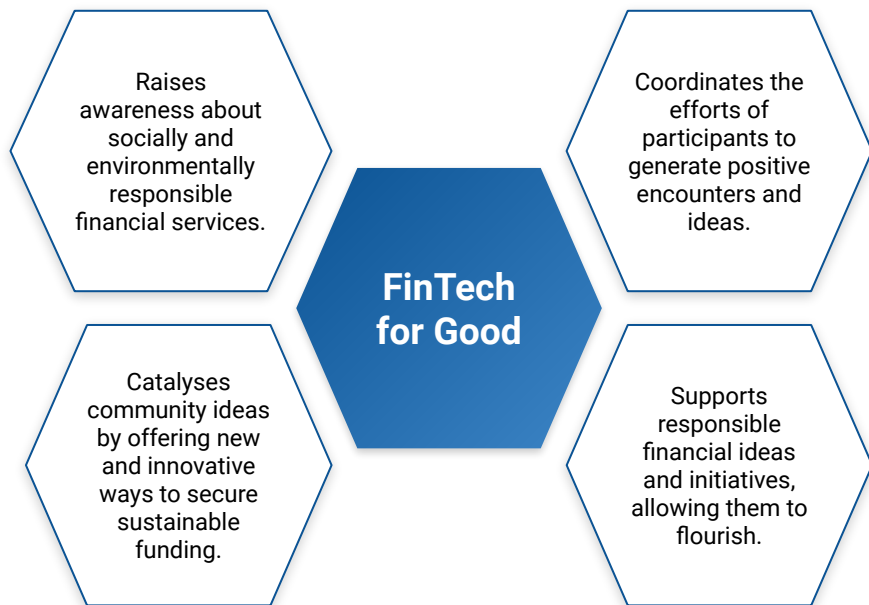 Raises
awareness about
socially and
environmentally
responsible
financial services.
Coordinates the
efforts of
participants to
generate positive
encounters and
ideas.
FinTech
for Good
Catalyses
community ideas
by offering new
and innovative
ways to secure
sustainable
funding.
Supports
responsible
financial ideas
and initiatives,
allowing them to
flourish.